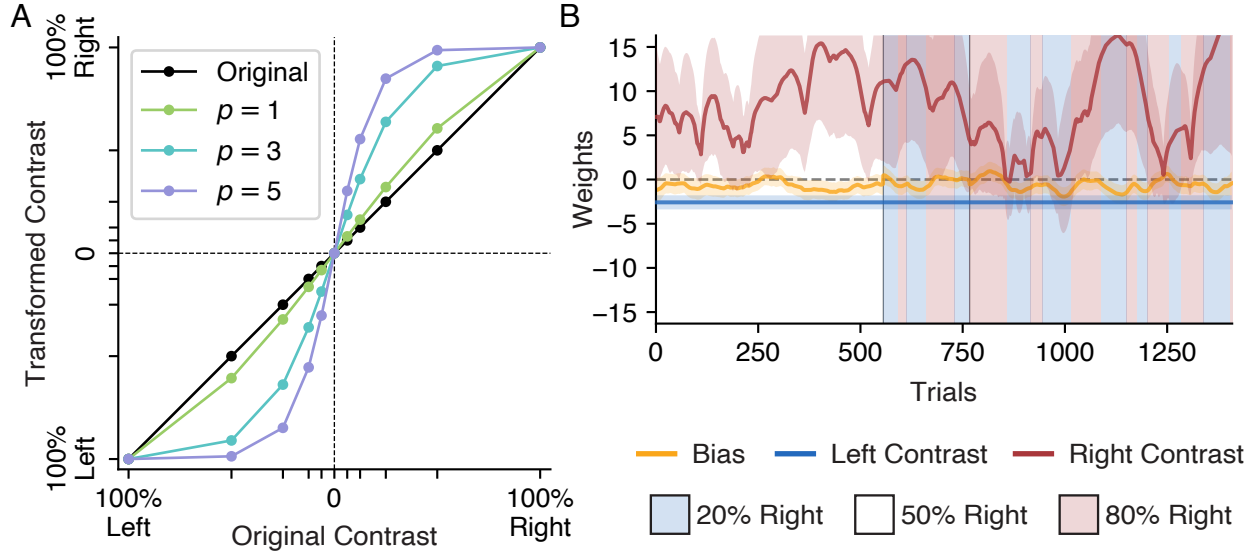 A
100%
Right
Transformed Contrast
0
100%
Left
Original
p = 1
p = 3
p = 5
100%
Left
0
100%
Right
Original Contrast
B
Weights
15
10
5
0
−5
−10
−15
0
250
500
750
1000
1250
Trials
Bias
Left Contrast
Right Contrast
20% Right
50% Right
80% Right